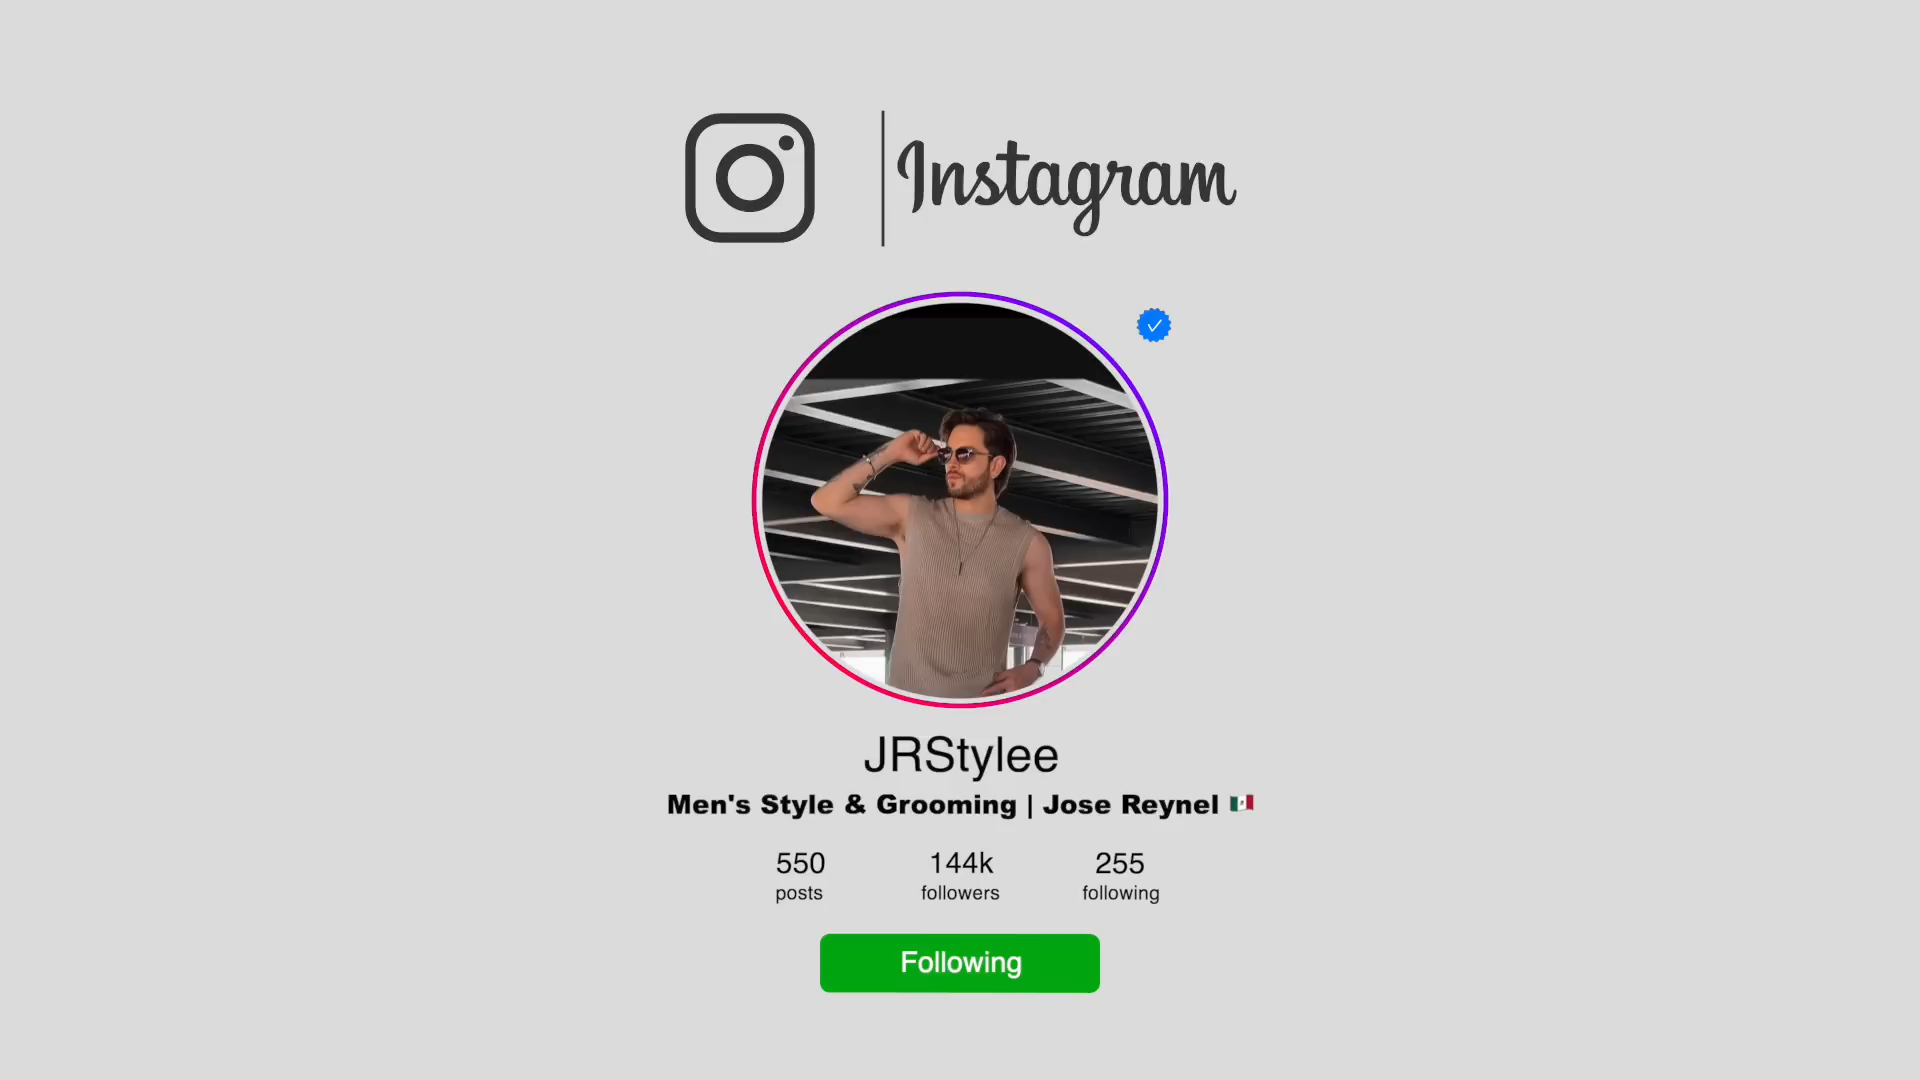 Instagram
JRStylee
Men's Style & Grooming | Jose Reynel 🇲🇽
550 144k 255
posts followers following
Following